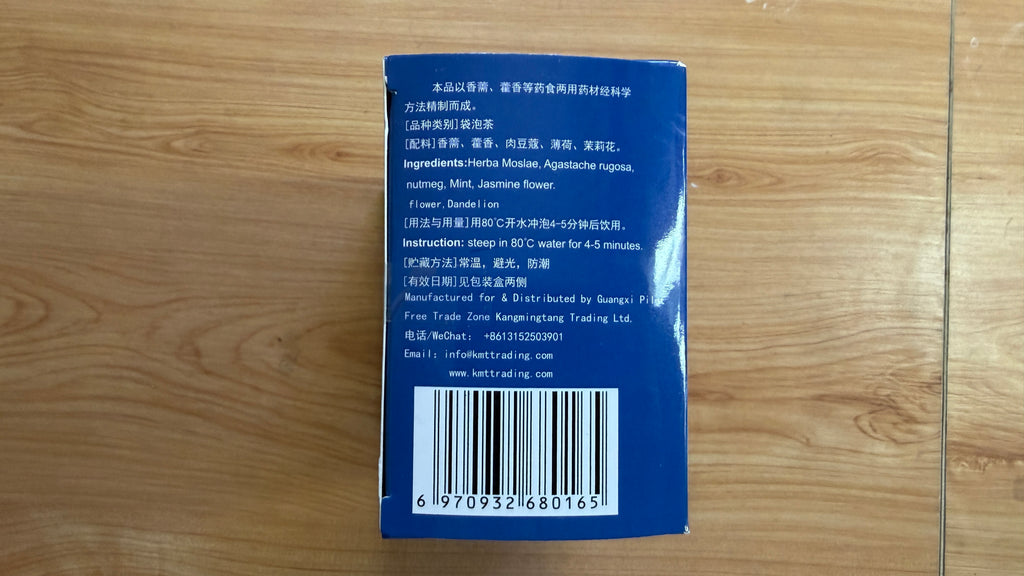 本品以香薷、藿香等药食两用药材经科学
方法精制而成。
[品种类别]袋泡茶
[配料]香薷、藿香、肉豆蔻、薄荷、茉莉花。
Ingredients:Herba Moslae, Agastache rugosa,
nutmeg, Mint, Jasmine flower.
flower,Dandelion
[用法与用量]用80℃开水冲泡4-5分钟后饮用。
Instruction: steep in 80℃ water for 4-5 minutes.
[贮藏方法]常温，避光，防潮
[有效日期]见包装盒两侧
Manufactured for & Distributed by Guangxi
Free Trade Zone Kangmingtang Trading Ltd.
电话/WeChat： +8613152503901
Email：info@kmttrading.com
www.kmttrading.com
6 970932 680165